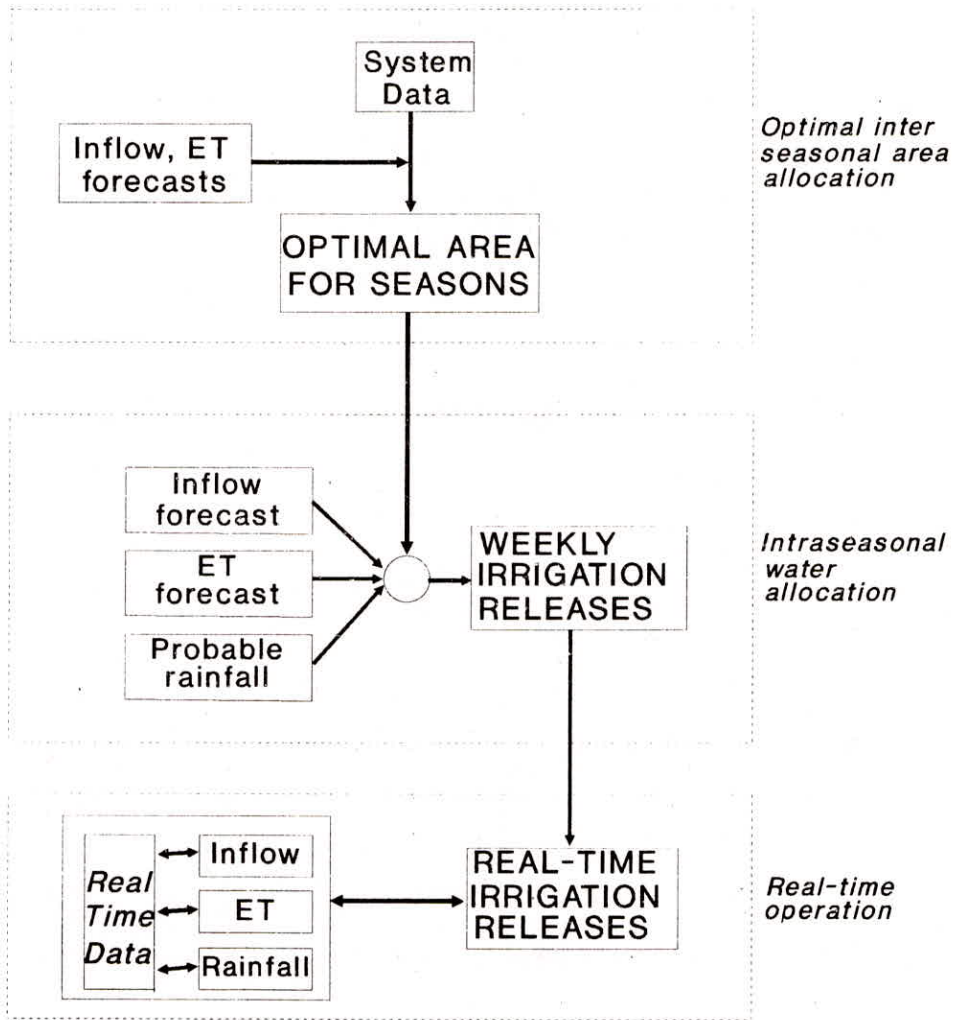 System
Data
Inflow, ET
forecasts
OPTIMAL AREA
FOR SEASONS
Optimal inter
seasonal area
allocation
Inflow
forecast
ET
forecast
Probable
rainfall
WEEKLY
IRRIGATION
RELEASES
Intraseasonal
water
allocation
Real
Time
Data
Inflow
ET
Rainfall
REAL-TIME
IRRIGATION
RELEASES
Real-time
operation